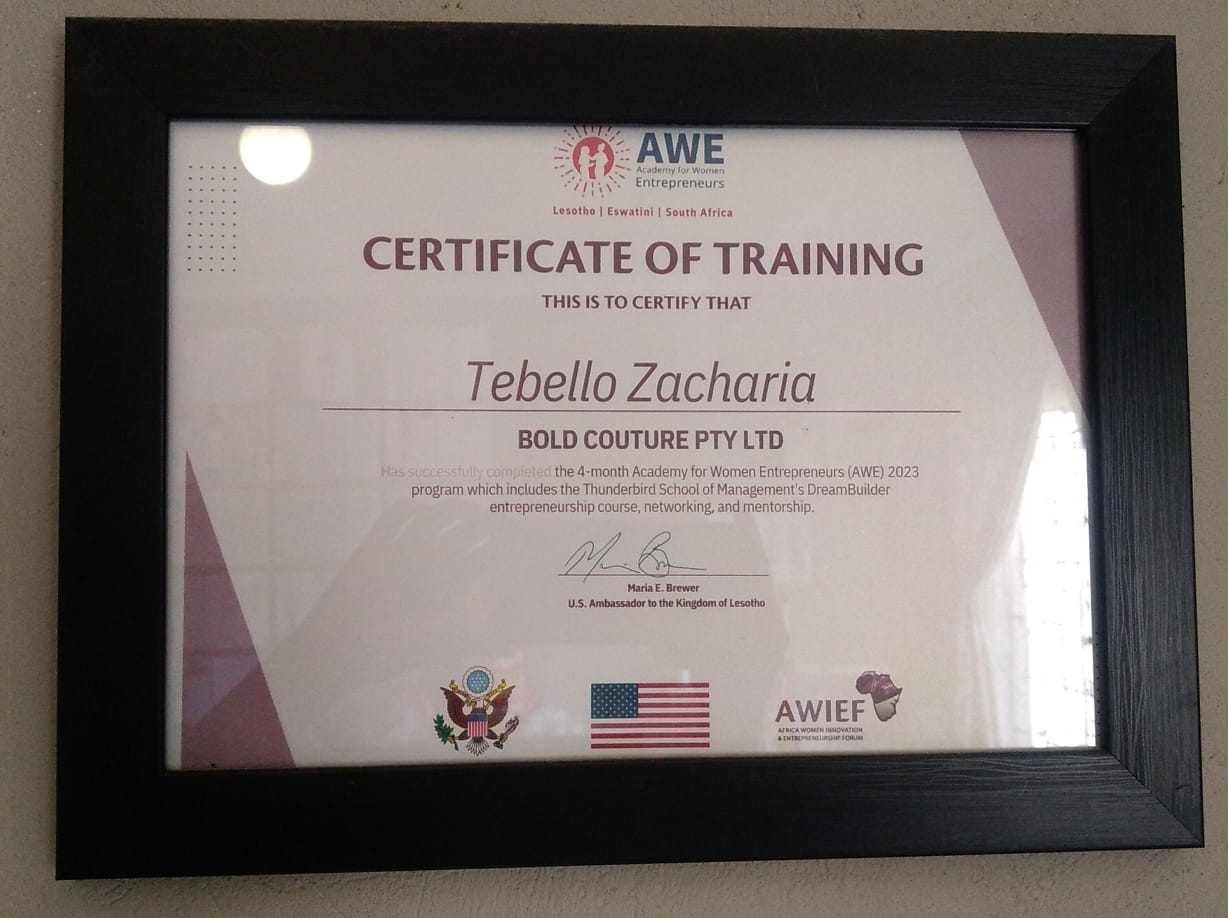 AWE
Academy for Women
Entrepreneurs
Lesotho | Eswatini | South Africa
CERTIFICATE OF TRAINING
THIS IS TO CERTIFY THAT
Tebello Zacharia
BOLD COUTURE PTY LTD
Has successfully completed the 4-month Academy for Women Entrepreneurs (AWE) 2023
program which includes the Thunderbird School of Management's DreamBuilder
entrepreneurship course, networking, and mentorship.
Maria E. Brewer
U.S. Ambassador to the Kingdom of Lesotho
AWIEF
AFRICA WOMEN INNOVATION
& ENTREPRENEURSHIP FORUM